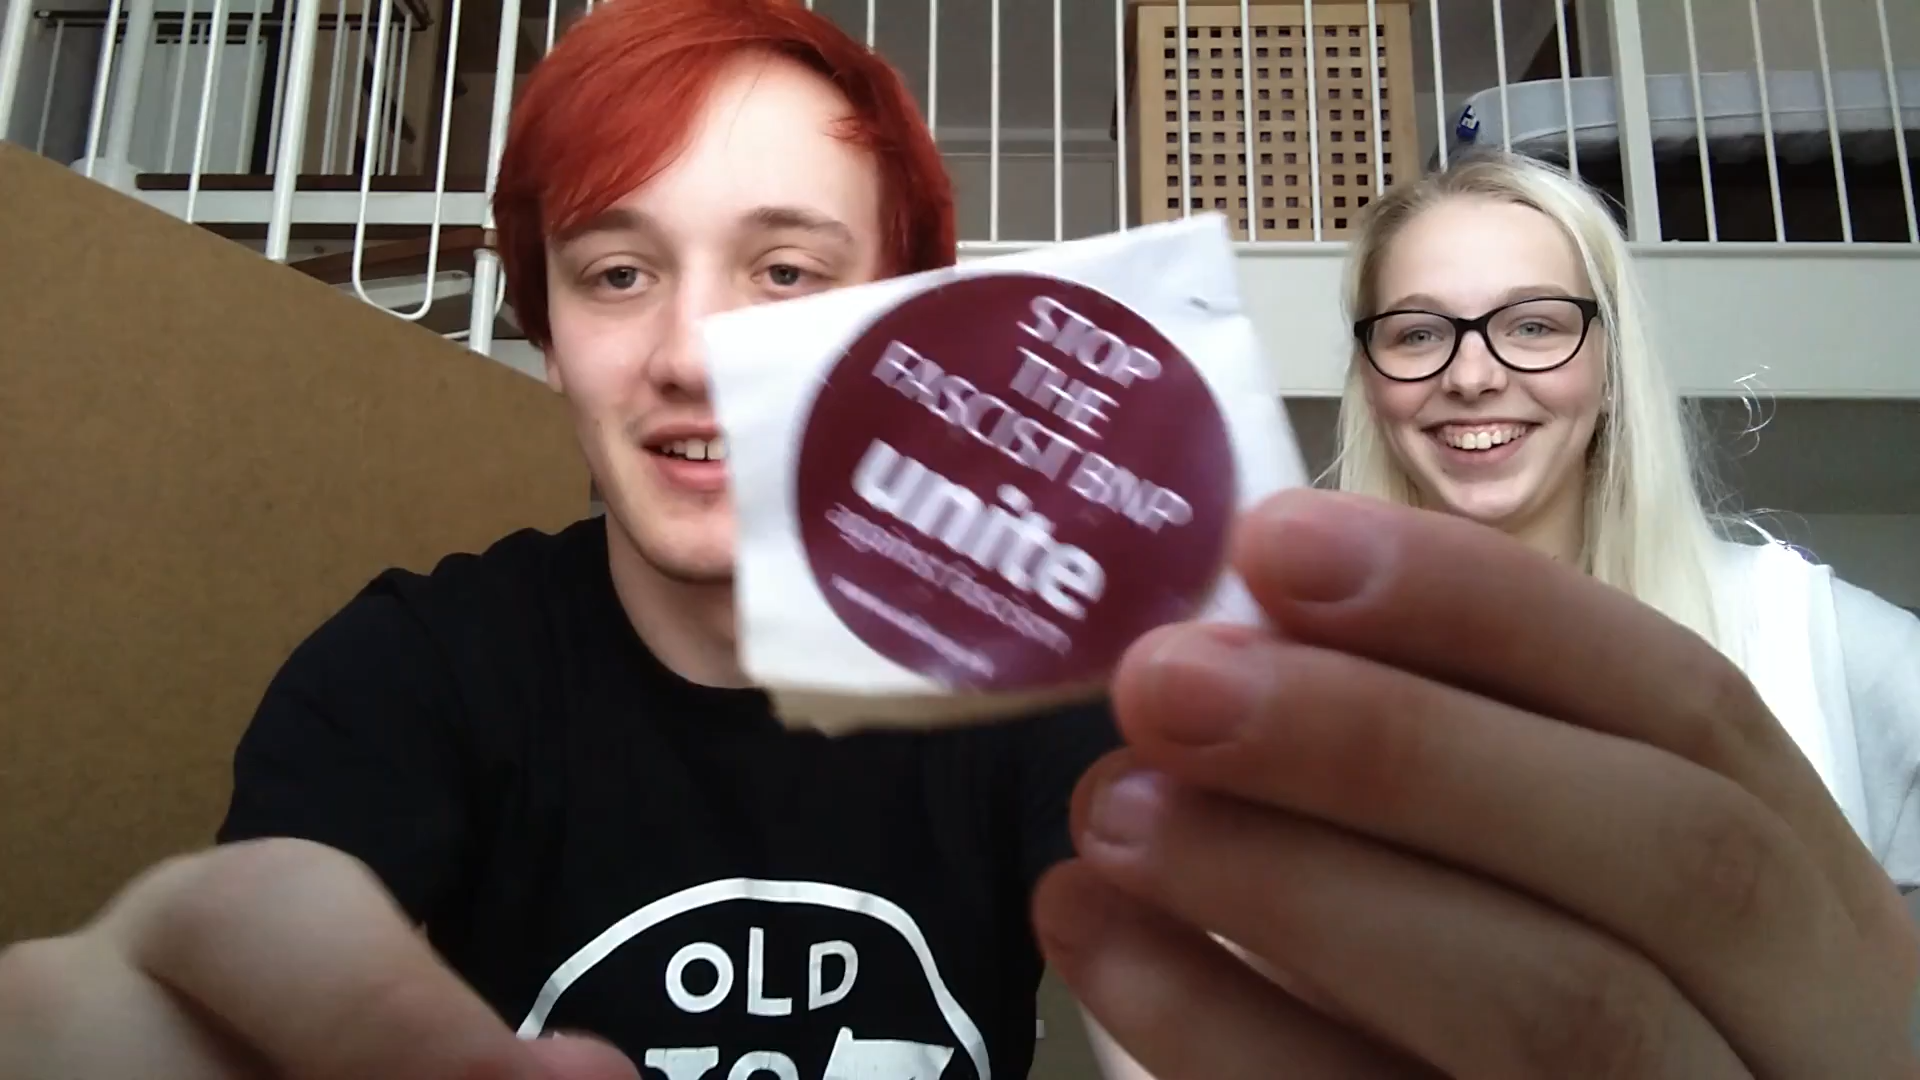 STOP
THE
FASCIST BNP
unite
against fascism
OLD